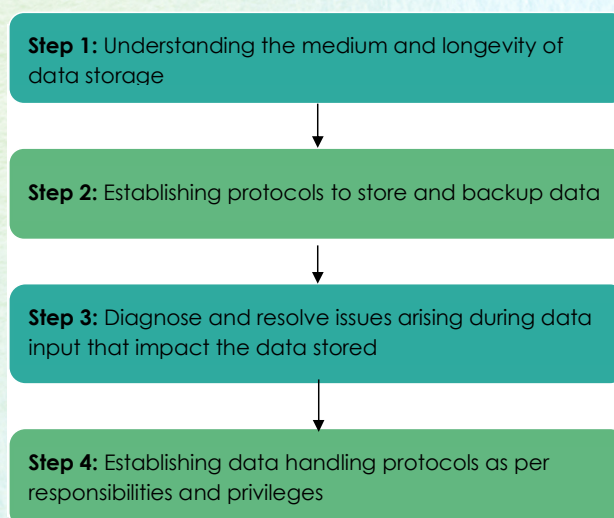 Step 1: Understanding the medium and longevity of
data storage
Step 2: Establishing protocols to store and backup data
Step 3: Diagnose and resolve issues arising during data
input that impact the data stored
Step 4: Establishing data handling protocols as per
responsibilities and privileges